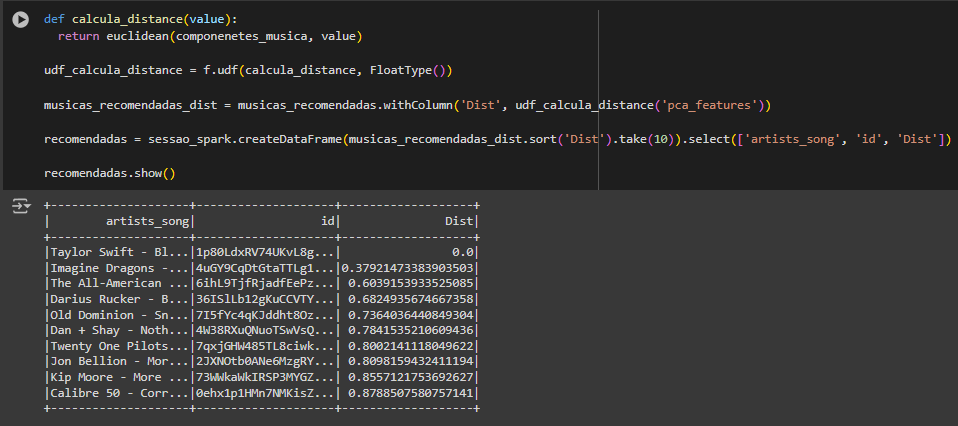 def calcula_distance(value):
  return euclidean(componenetes_musica, value)
udf_calcula_distance = f.udf(calcula_distance, FloatType())
musicas_recomendadas_dist = musicas_recomendadas.withColumn('Dist', udf_calcula_distance('pca_features'))
recomendadas = sessao_spark.createDataFrame(musicas_recomendadas_dist.sort('Dist').take(10)).select(['artists_song', 'id', 'Dist'])
recomendadas.show()
+--------------------+--------------------+-------------------+
|        artists_song|                  id|               Dist|
+--------------------+--------------------+-------------------+
|Taylor Swift - Bl...|1p80LdxRV74UKvL8g...|                0.0|
|Imagine Dragons -...|4uGY9CqDtGtaTTLg1...|0.37921473383903503|
|The All-American ...|6ihL9TjfRjadfEePz...| 0.6039153933525085|
|Darius Rucker - B...|36ISlLb12gKuCCVTY...| 0.6824935674667358|
|Old Dominion - Sn...|7I5fYc4qKJddht8Oz...| 0.7364036440849304|
|Dan + Shay - Noth...|4W38RXuQNuoTSwVsQ...| 0.7841535210609436|
|Twenty One Pilots...|7qxjGHW485TL8ciwk...| 0.8002141118049622|
|Jon Bellion - Mor...|2JXNOtb0ANe6MzgRY...| 0.8098159432411194|
|Kip Moore - More ...|73WWkaWkIRSP3MYGZ...| 0.8557121753692627|
|Calibre 50 - Corr...|0ehx1p1HMn7NMKisZ...| 0.8788507580757141|
+--------------------+--------------------+-------------------+